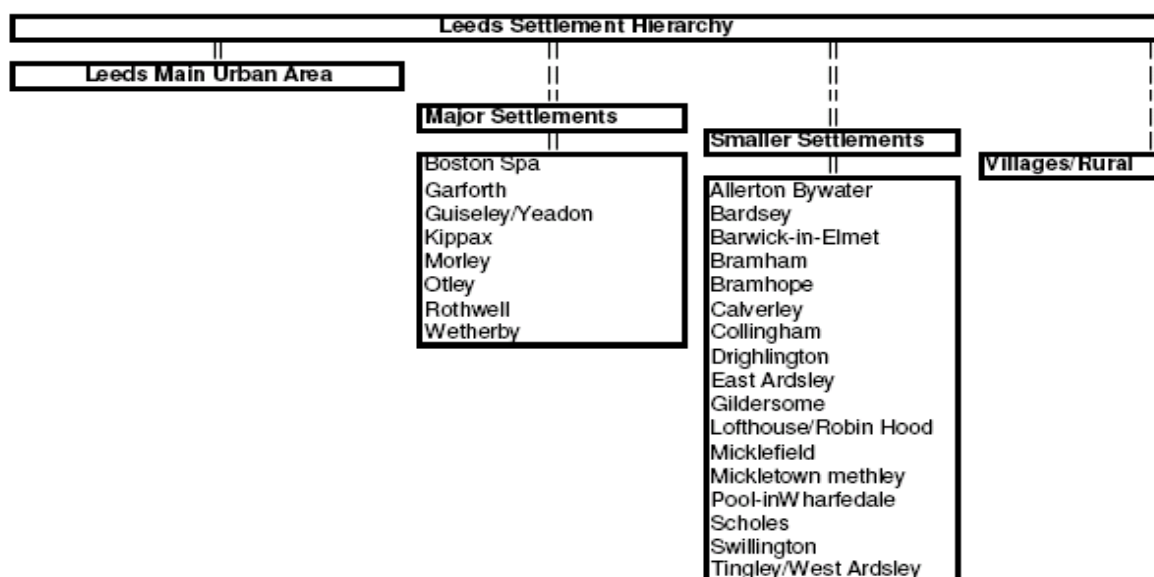 Leeds Settlement Hierarchy
Leeds Main Urban Area
Major Settlements
Boston Spa
Garforth
Guiseley/Yeadon
Kippax
Morley
Otley
Rothwell
Wetherby
Smaller Settlements
Allerton Bywater
Bardsey
Barwick-in-Elmet
Bramham
Bramhope
Calverley
Collingham
Drighlington
East Ardsley
Gildersome
Lofthouse/Robin Hood
Micklefield
Mickletown methley
Pool-inWharfedale
Scholes
Swillington
Tingley/West Ardsley
Villages/Rural